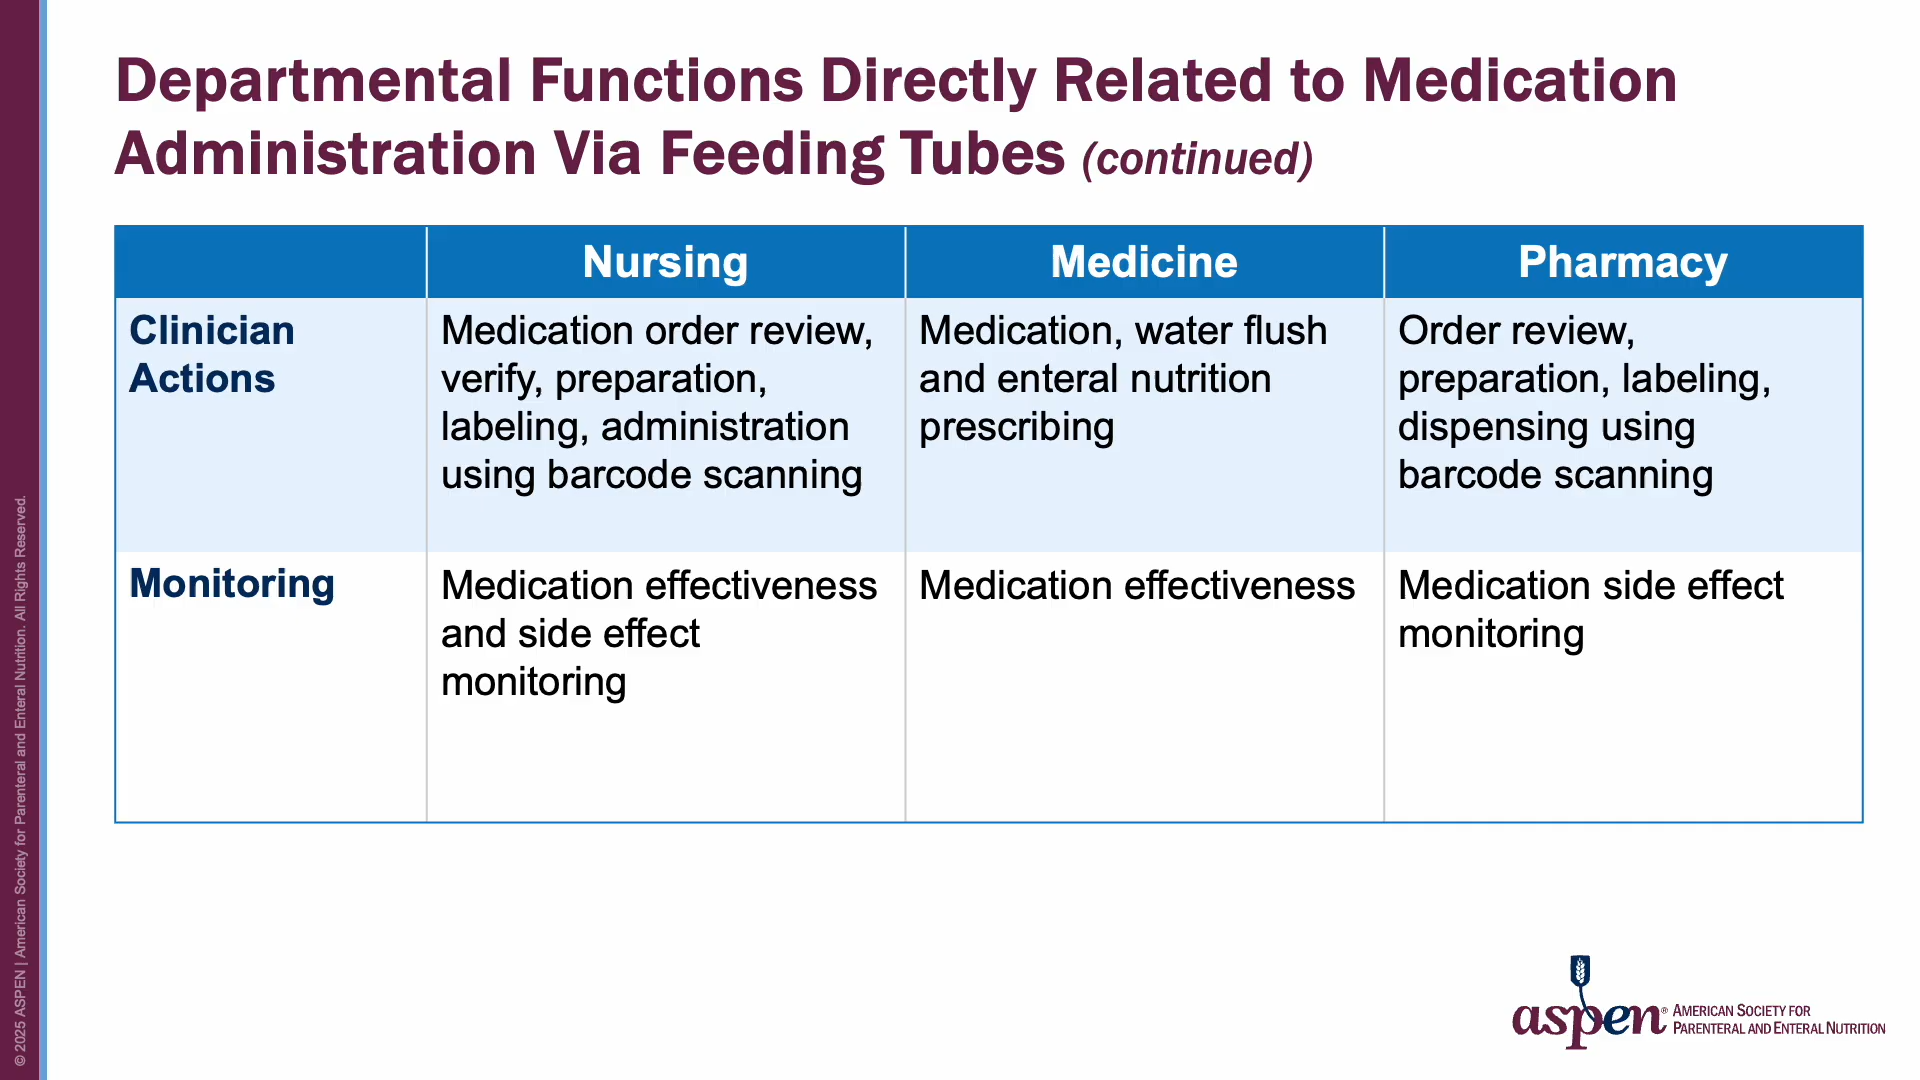 Departmental Functions Directly Related to Medication
Administration Via Feeding Tubes (continued)
Nursing
Medicine
Pharmacy
Clinician
Actions
Medication order review,
verify, preparation,
labeling, administration
using barcode scanning
Medication, water flush
and enteral nutrition
prescribing
Order review,
preparation, labeling,
dispensing using
barcode scanning
Monitoring
Medication effectiveness
and side effect
monitoring
Medication effectiveness
Medication side effect
monitoring
© 2025 ASPEN | American Society for Parenteral and Enteral Nutrition. All Rights Reserved.
aspen®
AMERICAN SOCIETY FOR
PARENTERAL AND ENTERAL NUTRITION